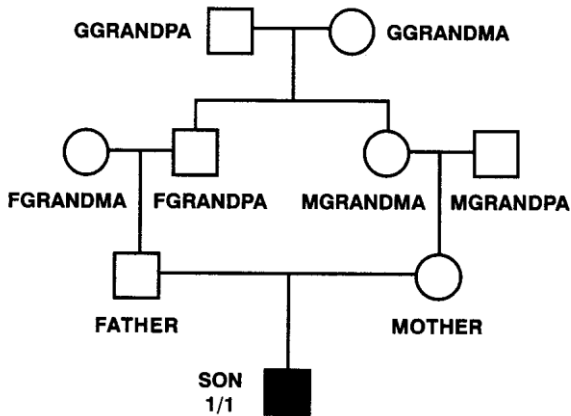 GGRANDPA GGRANDMA
FGRANDMA FGRANDPA MGRANDMA MGRANDPA
FATHER MOTHER
SON
1/1